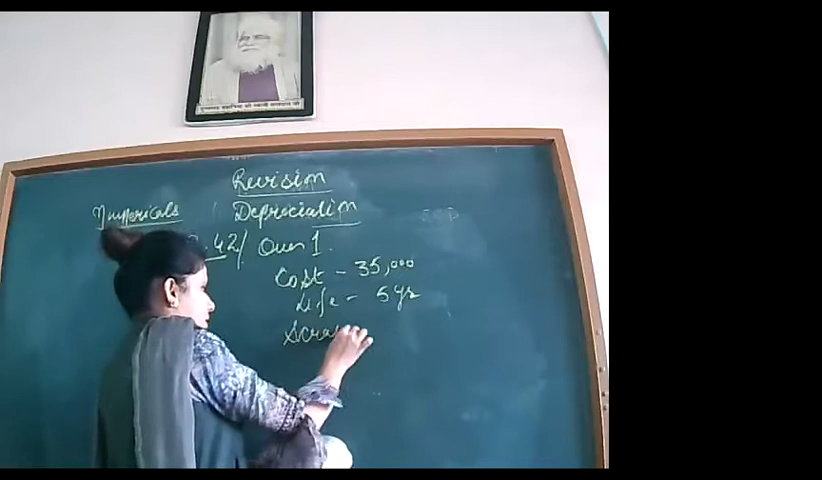 Revision
Numericals Depreciation
.42/ Ques 1.
Cost - 35,000
Life - 5 yr
Scrap